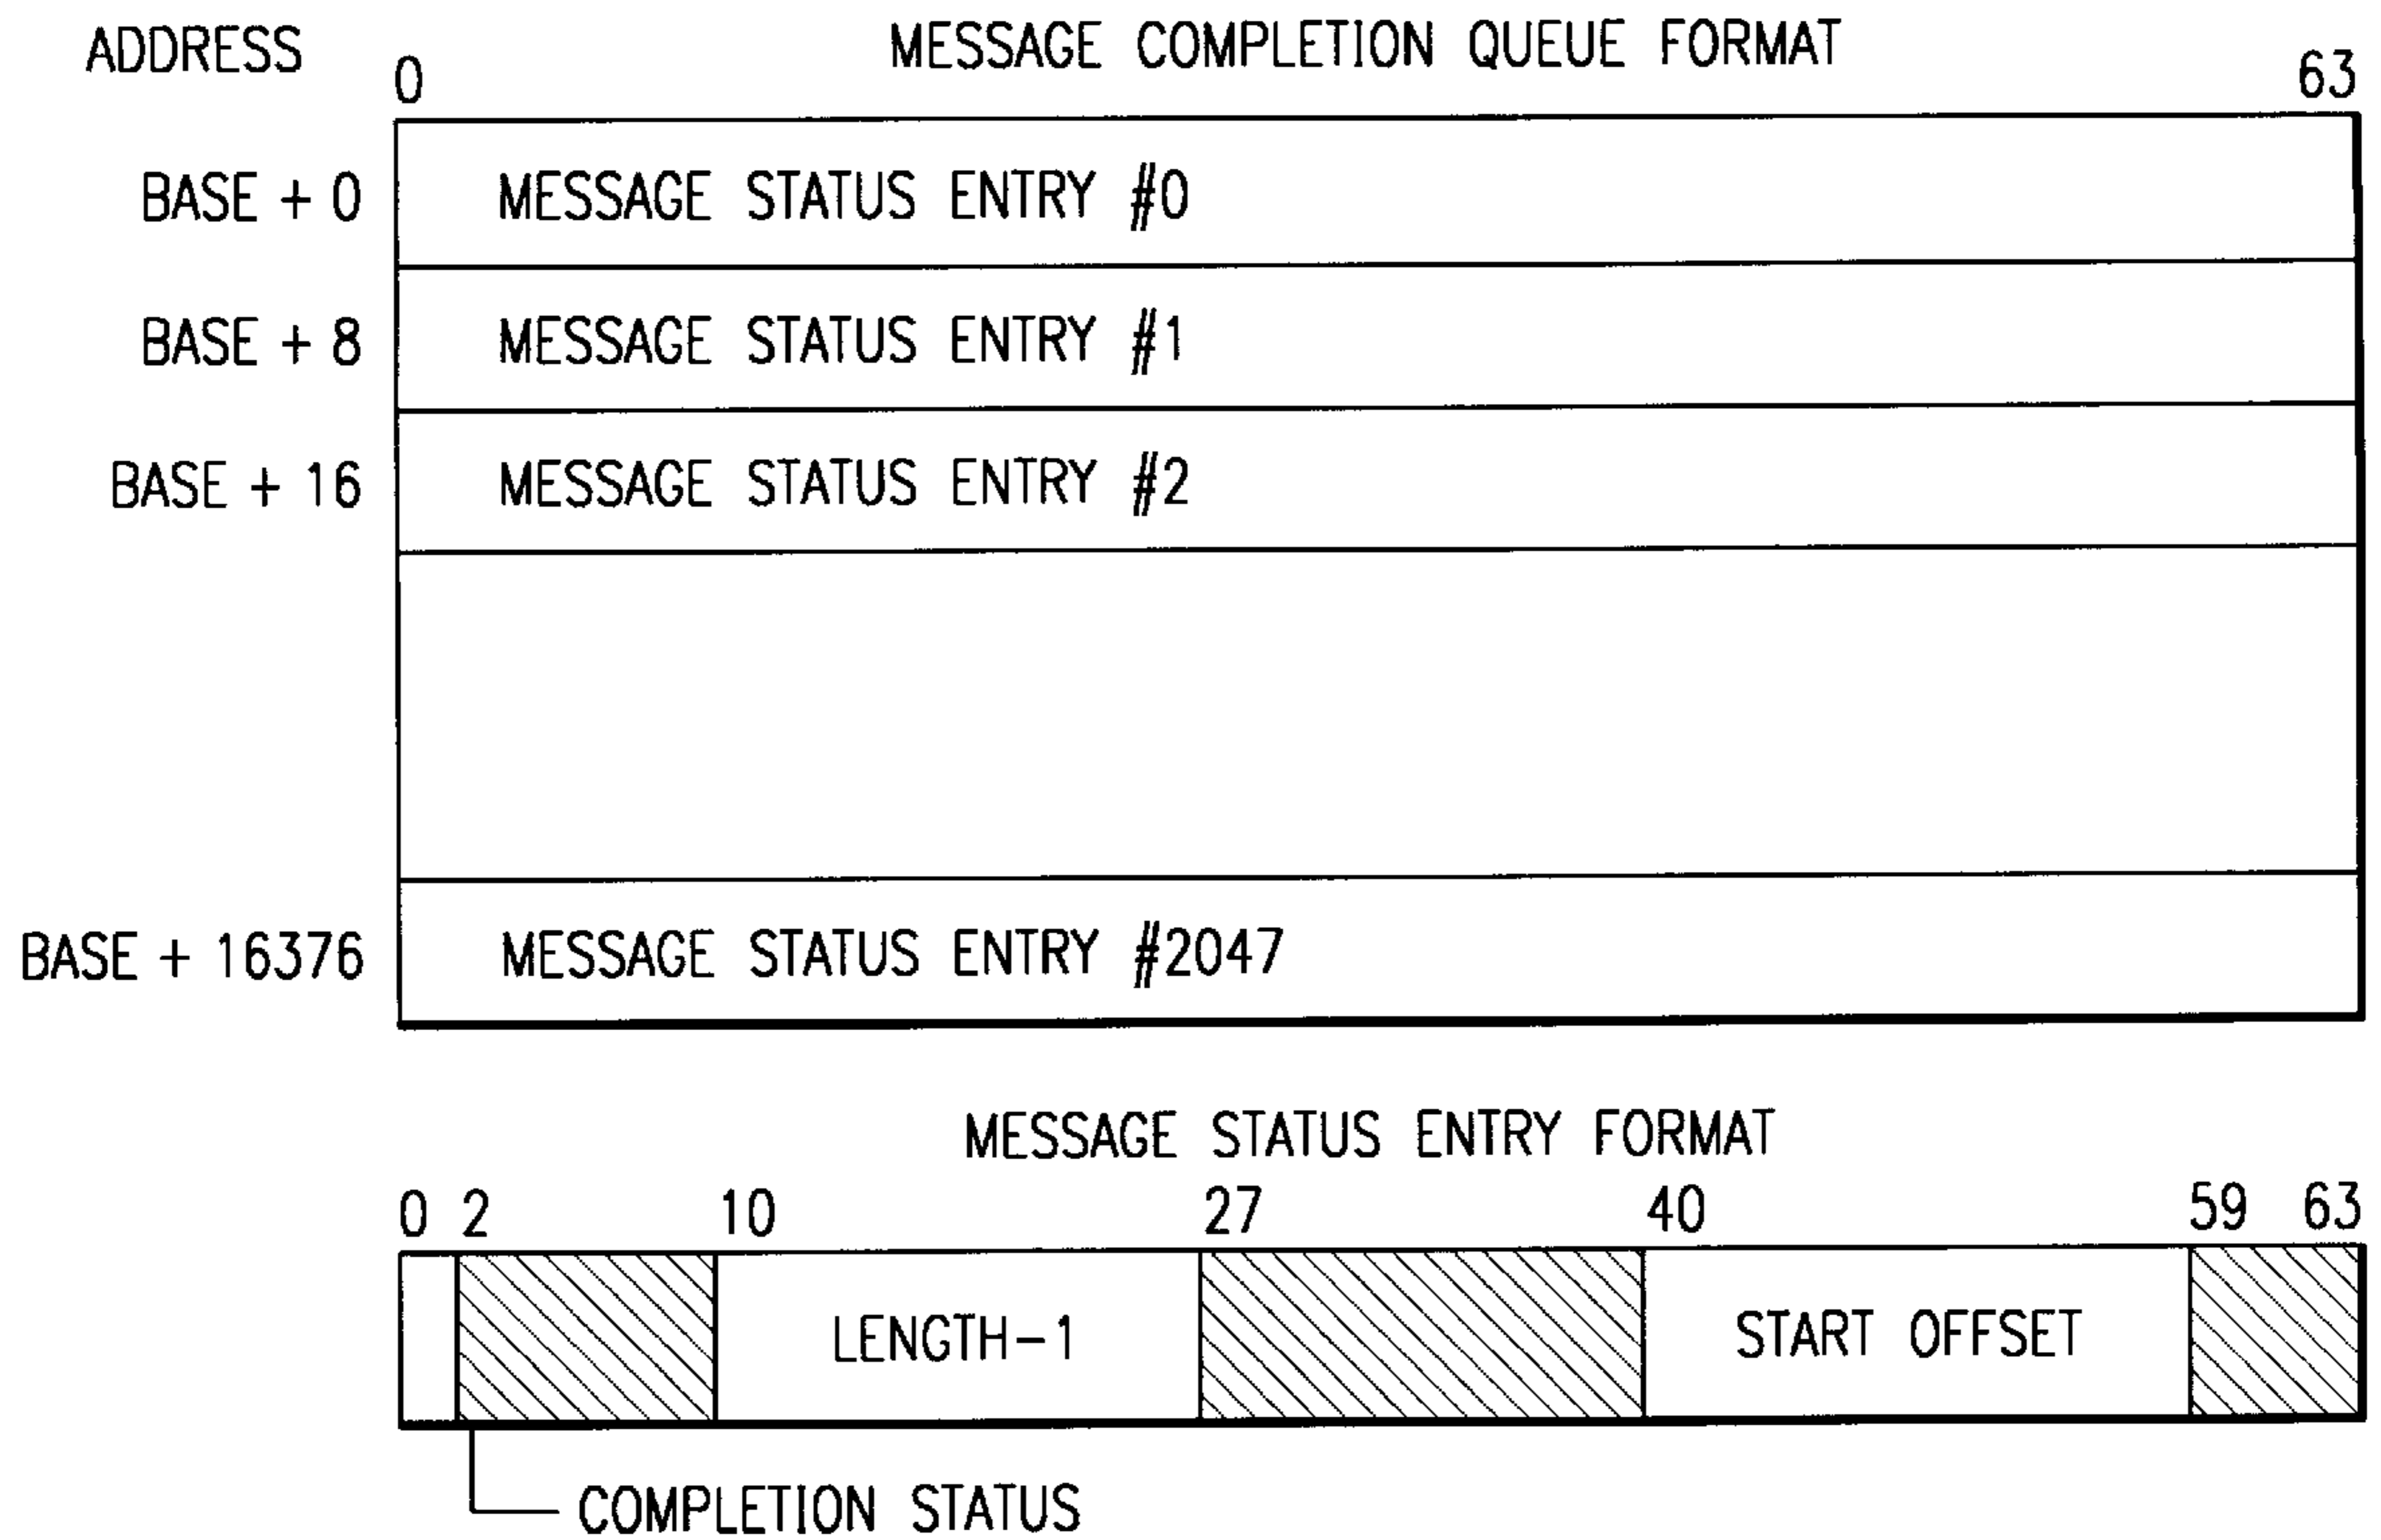 ADDRESS MESSAGE COMPLETION QUEUE FORMAT
0 63
BASE + 0 MESSAGE STATUS ENTRY #0
BASE + 8 MESSAGE STATUS ENTRY #1
BASE + 16 MESSAGE STATUS ENTRY #2
BASE + 16376 MESSAGE STATUS ENTRY #2047
MESSAGE STATUS ENTRY FORMAT
0 2 10 27 40 59 63
LENGTH-1 START OFFSET
COMPLETION STATUS